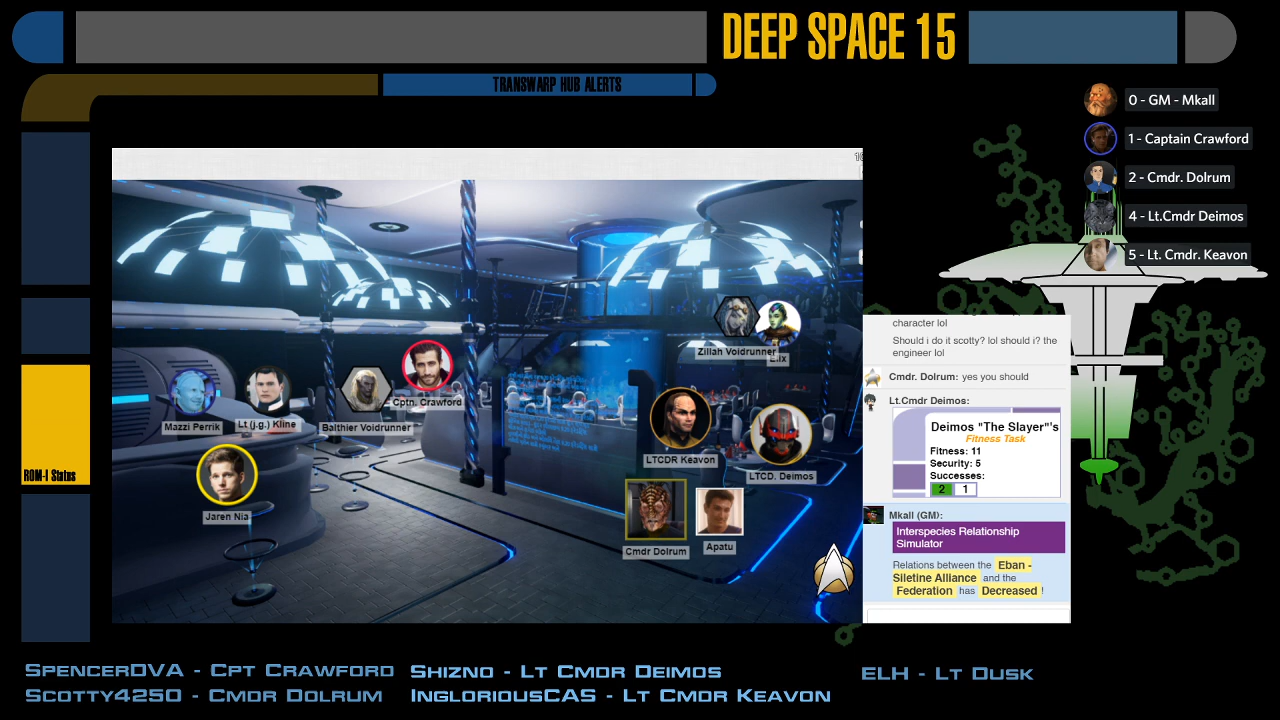 DEEP SPACE 15
TRANSWARP HUB ALERTS
0 - GM - Mkall
1 - Captain Crawford
2 - Cmdr. Dolrum
4 - Lt.Cmdr Deimos
5 - Lt. Cmdr. Keavon
Zillah Voidrunner
Cptn. Crawford
Mazzi Perrik
Lt (j.g.) Kline
Balthier Voidrunner
LTCDR Keavon
LTCD. Deimos
Jaren Nia
Cmdr Dolrum
Apatu
character lol
Should i do it scotty? lol should i? the
engineer lol
Cmdr. Dolrum: yes you should
Lt.Cmdr Deimos:
Deimos "The Slayer"'s
Fitness Task
Fitness: 11
Security: 5
Successes:
2 1
Mkall (GM):
Interspecies Relationship
Simulator
Relations between the Eban -
Siletine Alliance and the
Federation has Decreased !
ROM-I Status
SpencerDVA - Cpt Crawford
Shizno - Lt Cmdr Deimos
ELH - Lt Dusk
Scotty4250 - Cmdr Dolrum
IngloriousCAS - Lt Cmdr Keavon